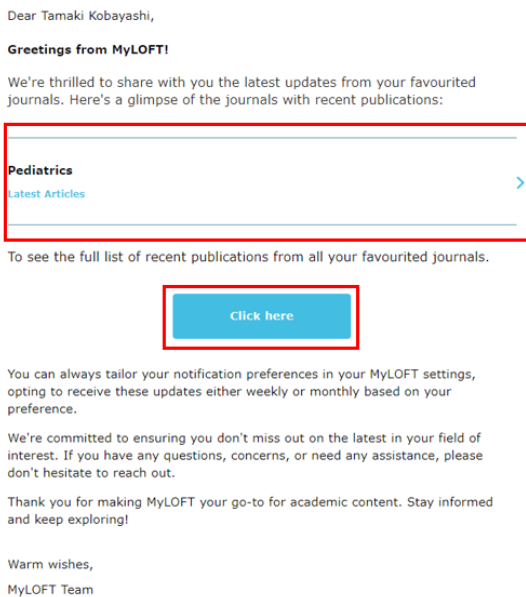 Dear Tamaki Kobayashi,
Greetings from MyLOFT!
We're thrilled to share with you the latest updates from your favourited
journals. Here's a glimpse of the journals with recent publications:
Pediatrics
Latest Articles
To see the full list of recent publications from all your favourited journals.
Click here
You can always tailor your notification preferences in your MyLOFT settings,
opting to receive these updates either weekly or monthly based on your
preference.
We're committed to ensuring you don't miss out on the latest in your field of
interest. If you have any questions, concerns, or need any assistance, please
don't hesitate to reach out.
Thank you for making MyLOFT your go-to for academic content. Stay informed
and keep exploring!
Warm wishes,
MyLOFT Team